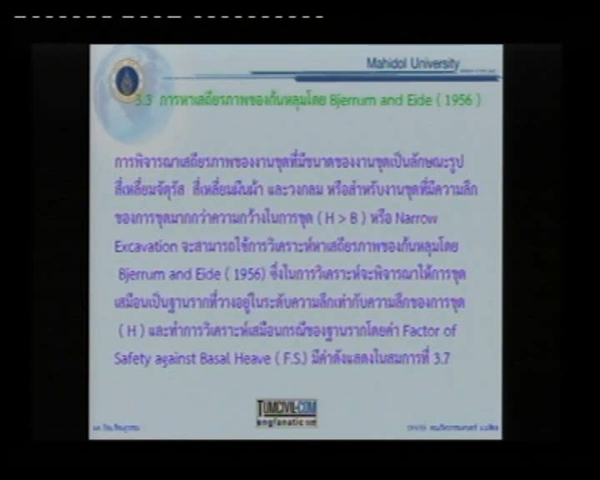 Mahidol University
3.3 การหาเสถียรภาพของก้นหลุมโดย Bjerrum and Eide ( 1956 )
การพิจารณาเสถียรภาพของงานขุดที่มีขนาดของงานขุดเป็นลักษณะรูป
สี่เหลี่ยมจัตุรัส สี่เหลี่ยมผืนผ้า และวงกลม หรือสำหรับงานขุดที่มีความลึก
ของการขุดมากกว่าความกว้างในการขุด ( H > B ) หรือ Narrow
Excavation จะสามารถใช้การวิเคราะห์หาเสถียรภาพของก้นหลุมโดย
Bjerrum and Eide ( 1956) ซึ่งในการวิเคราะห์จะพิจารณาให้การขุด
เสมือนเป็นฐานรากที่วางอยู่ในระดับความลึกเท่ากับความลึกของการขุด
( H ) และทำการวิเคราะห์เสมือนกรณีของฐานรากโดยค่า Factor of
Safety against Basal Heave ( F.S.) มีค่าดังแสดงในสมการที่ 3.7
TUMCIVIL.COM
engfanatic